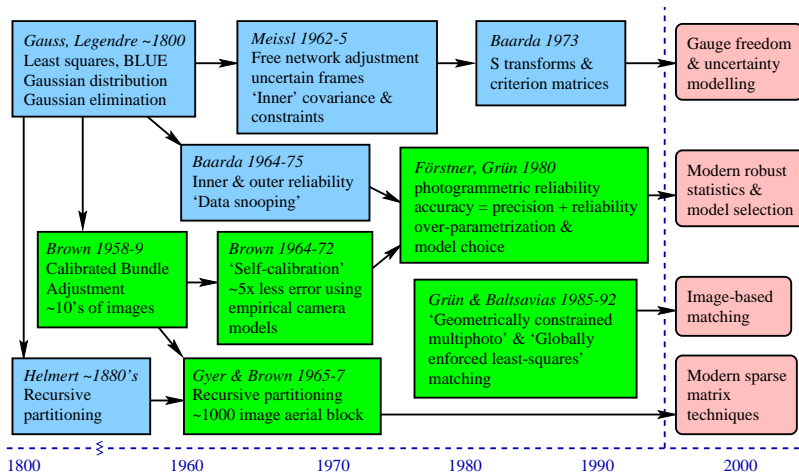 Gauss, Legendre ~1800
Least squares, BLUE
Gaussian distribution
Gaussian elimination
Meissl 1962-5
Free network adjustment
uncertain frames
‘Inner’ covariance &
constraints
Baarda 1973
S transforms &
criterion matrices
Gauge freedom
& uncertainty
modelling
Baarda 1964-75
Inner & outer reliability
‘Data snooping’
Förstner, Grün 1980
photogrammetric reliability
accuracy = precision + reliability
over-parametrization &
model choice
Modern robust
statistics &
model selection
Brown 1958-9
Calibrated Bundle
Adjustment
~10's of images
Brown 1964-72
‘Self-calibration’
~5x less error using
empirical camera
models
Grün & Baltsavias 1985-92
‘Geometrically constrained
multiphoto’ & ‘Globally
enforced least-squares’
matching
Image-based
matching
Helmert ~1880's
Recursive
partitioning
Gyer & Brown 1965-7
Recursive partitioning
~1000 image aerial block
Modern sparse
matrix
techniques
1800 1960 1970 1980 1990 2000